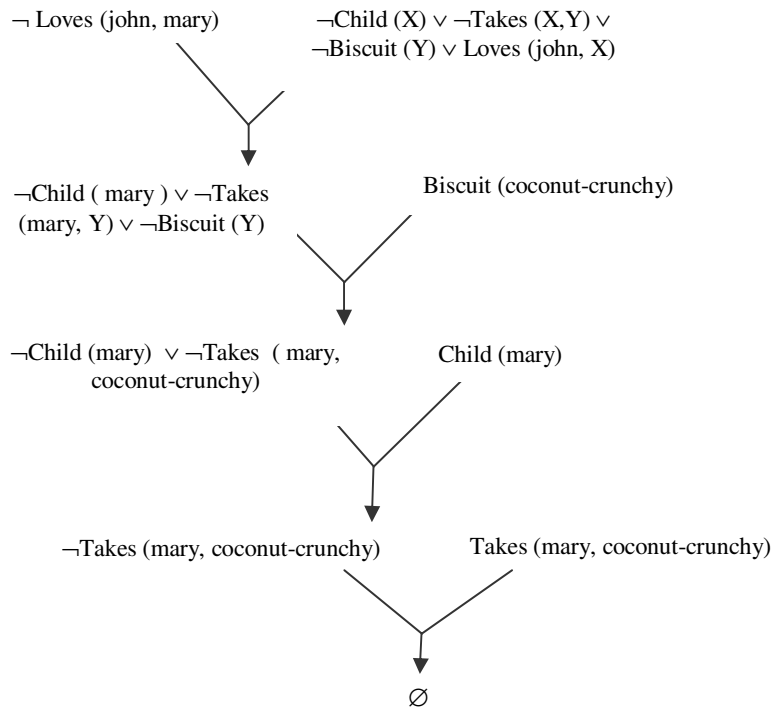 ¬ Loves (john, mary)
¬Child (X) ∨ ¬Takes (X,Y) ∨
¬Biscuit (Y) ∨ Loves (john, X)
¬Child ( mary ) ∨ ¬Takes
(mary, Y) ∨ ¬Biscuit (Y)
Biscuit (coconut-crunchy)
¬Child (mary) ∨ ¬Takes ( mary,
coconut-crunchy)
Child (mary)
¬Takes (mary, coconut-crunchy)
Takes (mary, coconut-crunchy)
∅